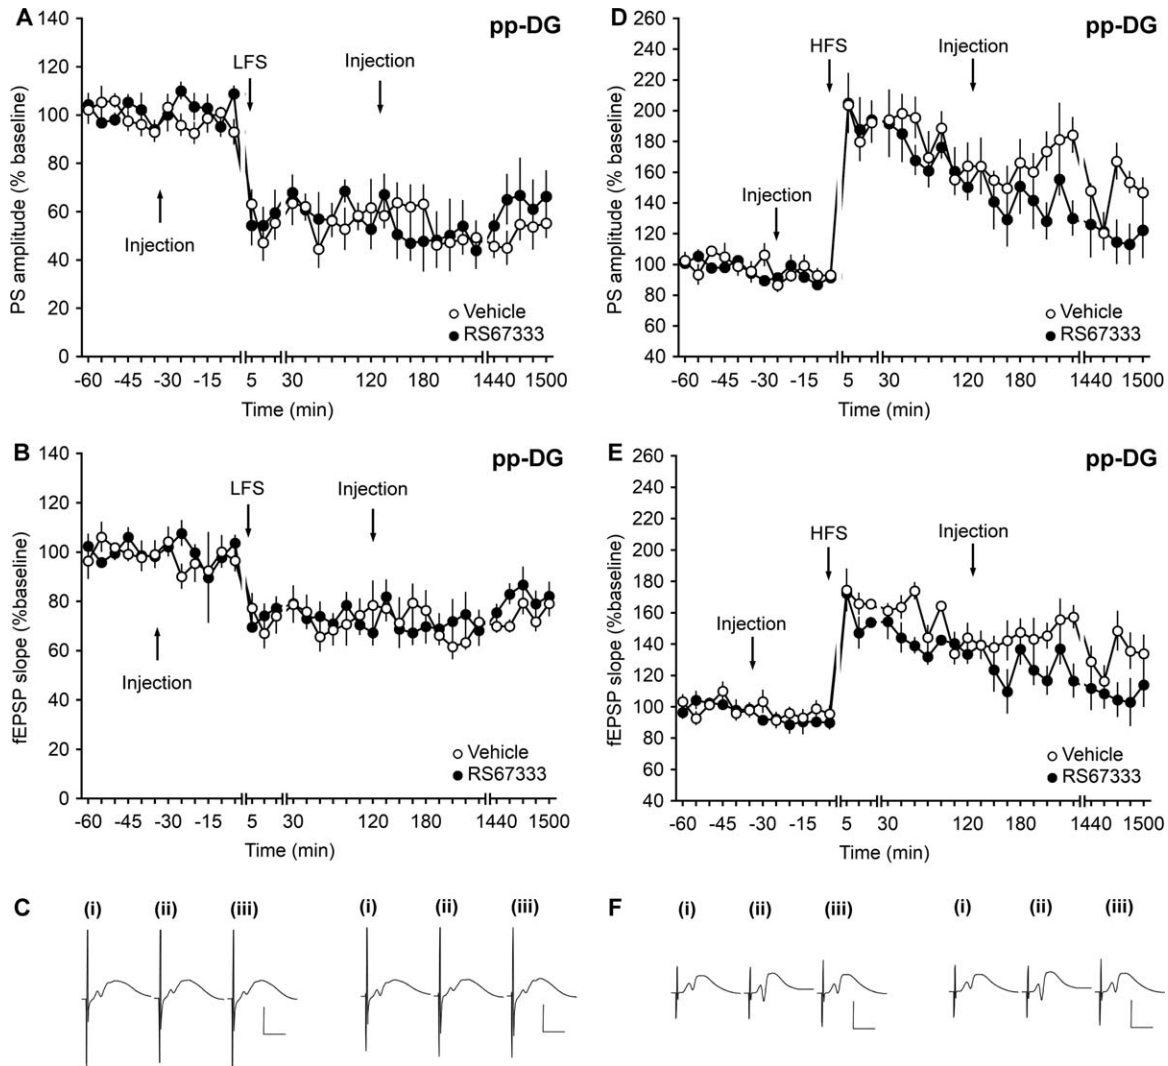 A
pp-DG
PS amplitude (% baseline)
140
120
100
80
60
40
20
0
LFS
Injection
Injection
Vehicle
RS67333
-60 -45 -30 -15 5 30 120 180 1440 1500
Time (min)
D
pp-DG
PS amplitude (% baseline)
260
240
220
200
180
160
140
120
100
80
60
40
HFS
Injection
Injection
Vehicle
RS67333
-60 -45 -30 -15 5 30 120 180 1440 1500
Time (min)
B
pp-DG
fEPSP slope (%baseline)
140
120
100
80
60
40
20
0
LFS
Injection
Injection
Vehicle
RS67333
-60 -45 -30 -15 5 30 120 180 1440 1500
Time (min)
E
pp-DG
fEPSP slope (%baseline)
260
240
220
200
180
160
140
120
100
80
60
40
HFS
Injection
Injection
Vehicle
RS67333
-60 -45 -30 -15 5 30 120 180 1440 1500
Time (min)
C
(i) (ii) (iii) (i) (ii) (iii)
F
(i) (ii) (iii) (i) (ii) (iii)